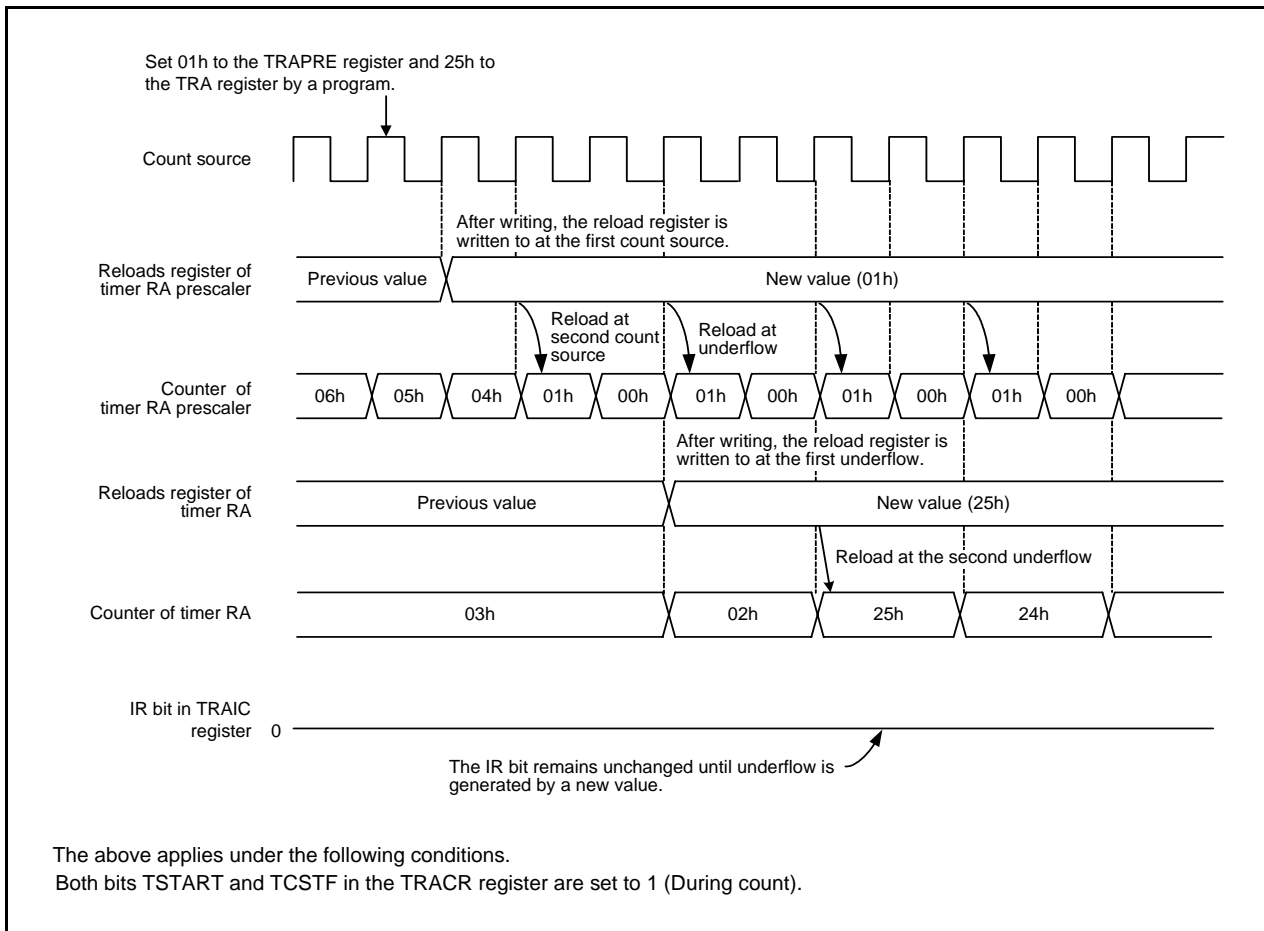 Set 01h to the TRAPRE register and 25h to
the TRA register by a program.
Count source
After writing, the reload register is
written to at the first count source.
Reloads register of
timer RA prescaler
Previous value
New value (01h)
Reload at
second count
source
Reload at
underflow
Counter of
timer RA prescaler
06h 05h 04h 01h 00h 01h 00h 01h 00h 01h 00h
After writing, the reload register is
written to at the first underflow.
Reloads register of
timer RA
Previous value
New value (25h)
Reload at the second underflow
Counter of timer RA
03h 02h 25h 24h
IR bit in TRAIC
register
0
The IR bit remains unchanged until underflow is
generated by a new value.
The above applies under the following conditions.
Both bits TSTART and TCSTF in the TRACR register are set to 1 (During count).